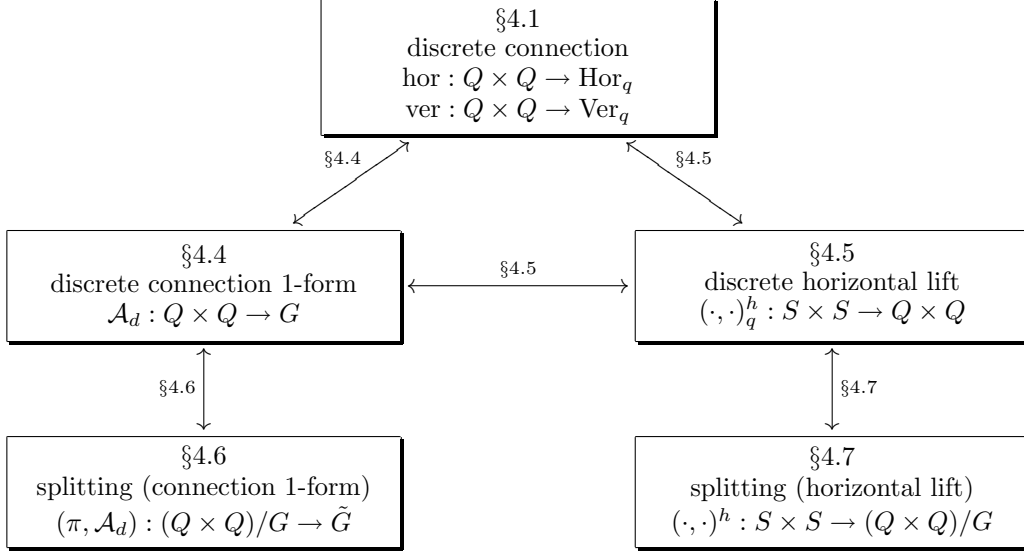 §4.1
discrete connection
hor : Q × Q → Hor_q
ver : Q × Q → Ver_q
§4.4
§4.5
§4.4
discrete connection 1-form
𝒜_d : Q × Q → G
§4.5
§4.5
discrete horizontal lift
(·, ·)^h_q : S × S → Q × Q
§4.6
§4.7
§4.6
splitting (connection 1-form)
(π, 𝒜_d) : (Q × Q)/G → G̃
§4.7
splitting (horizontal lift)
(·, ·)^h : S × S → (Q × Q)/G